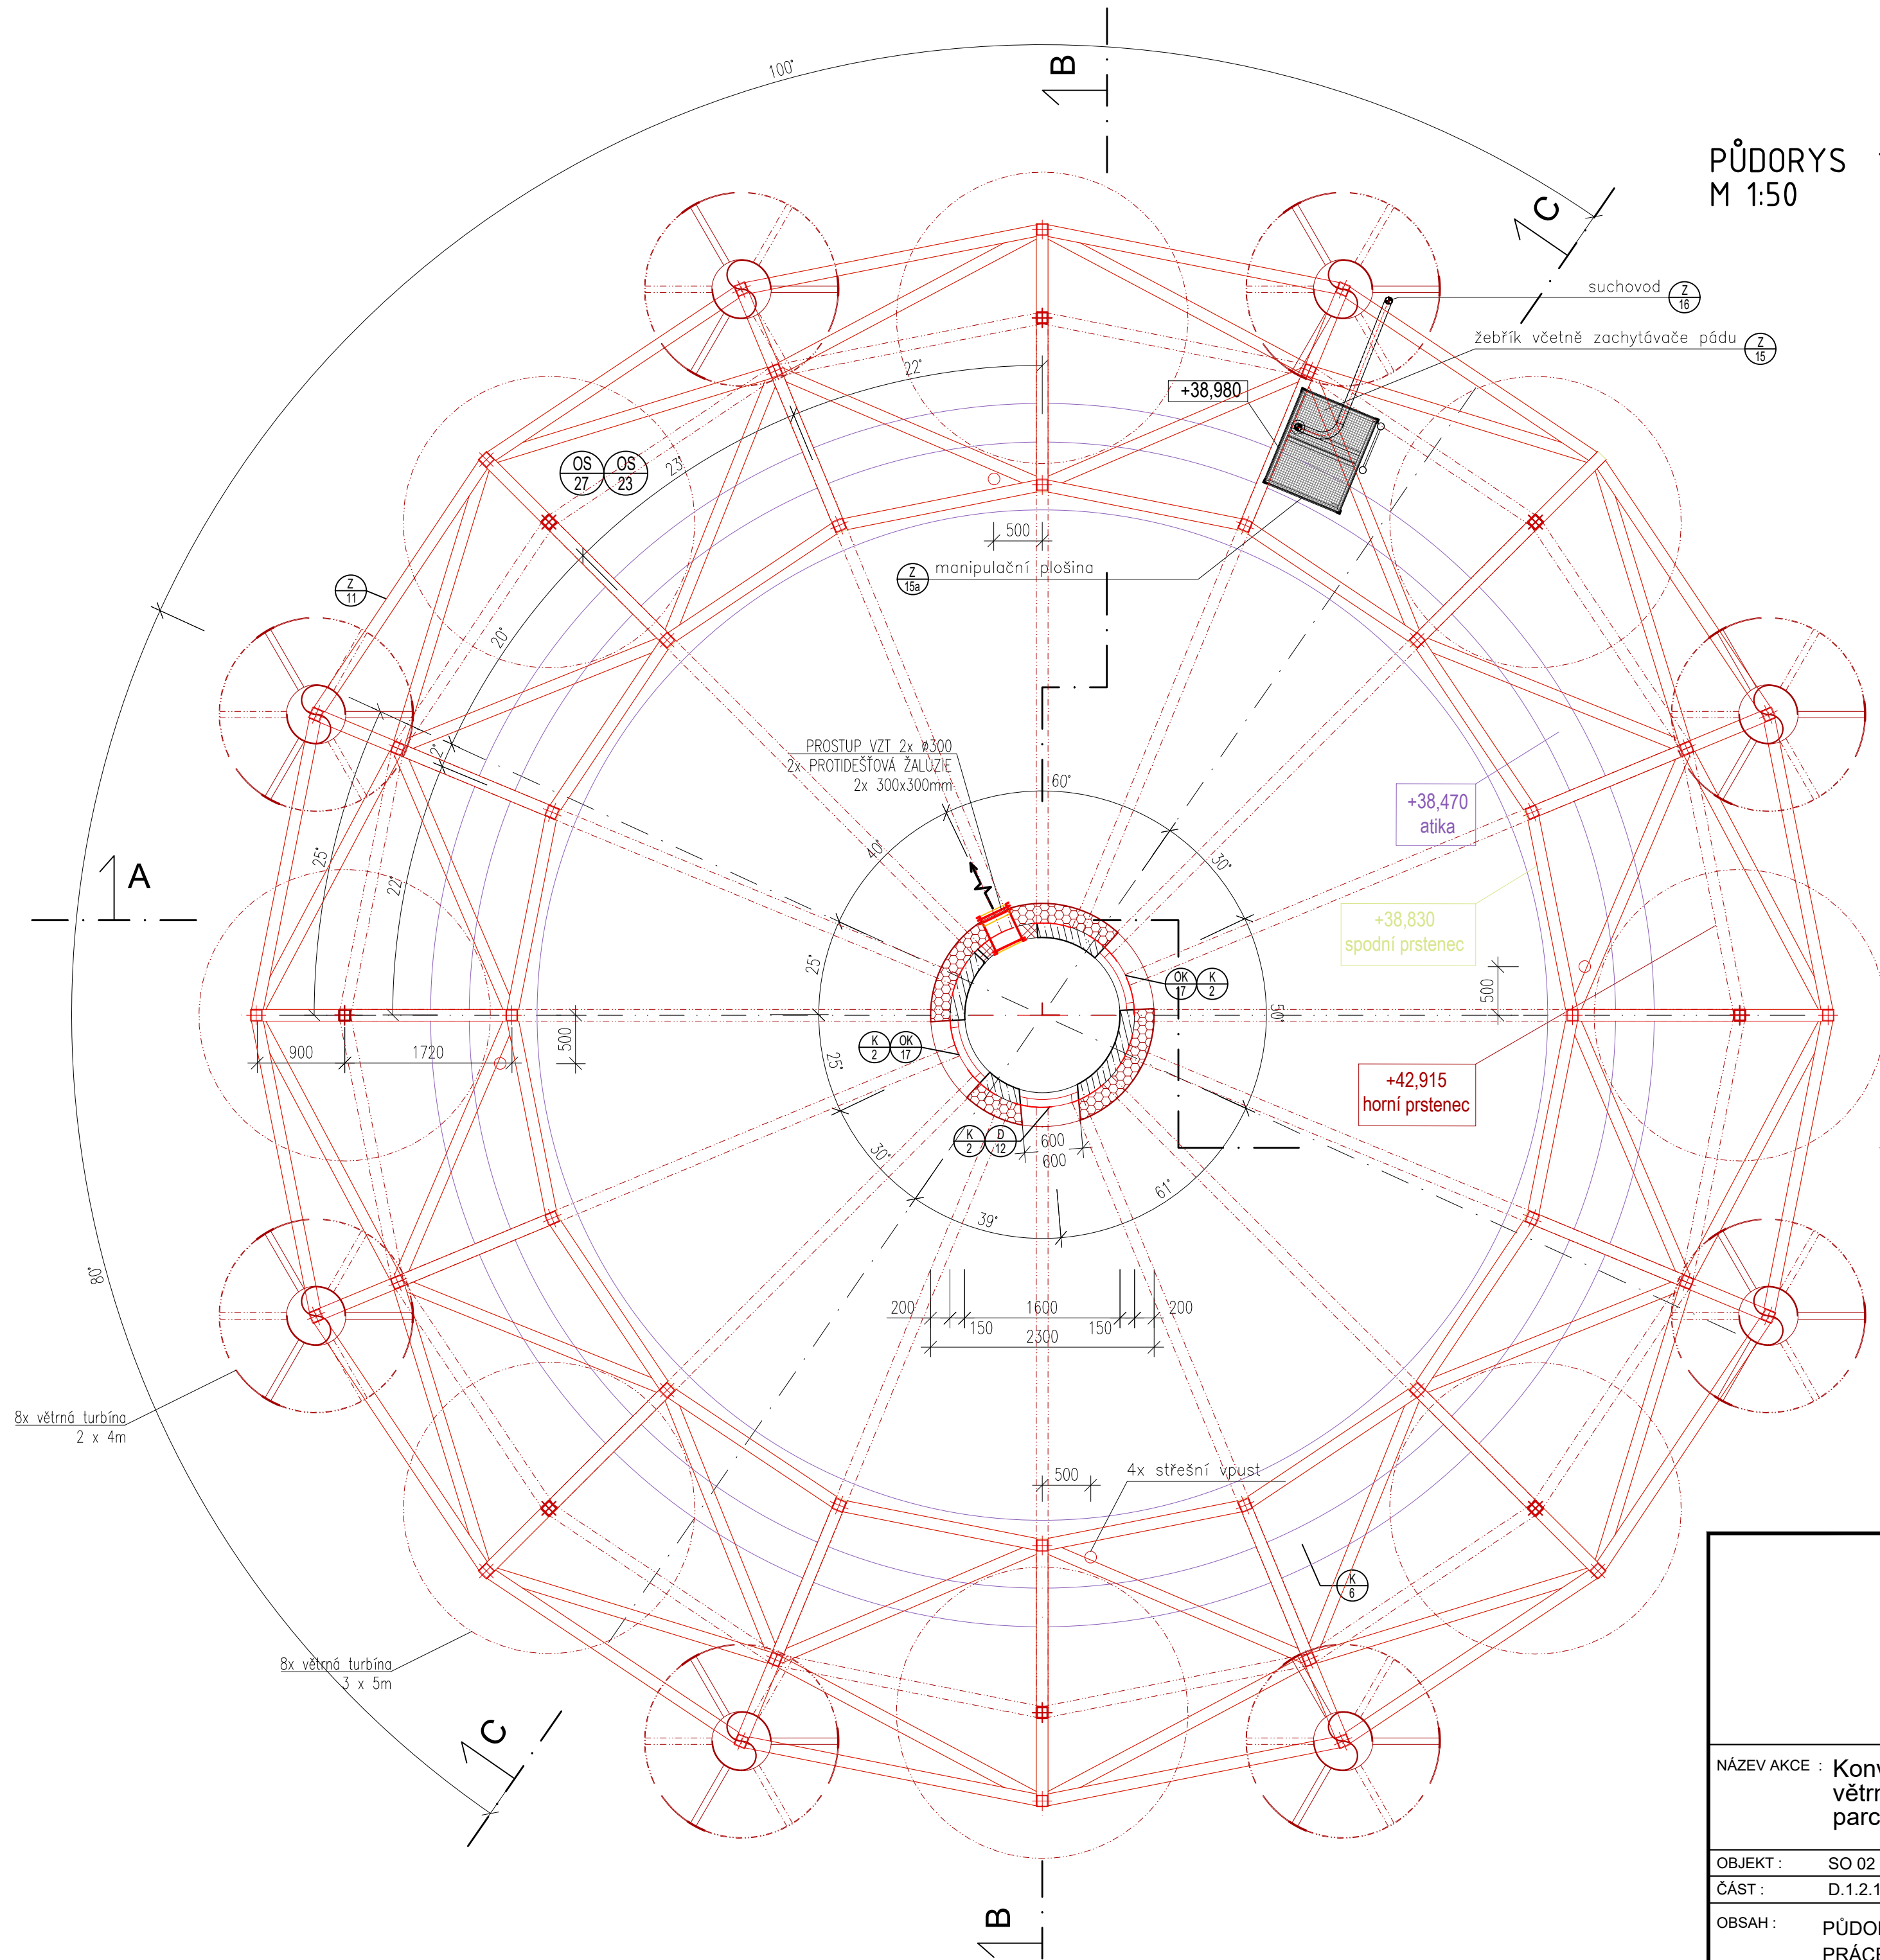 100°
B
PŮDORYS
M 1:50
C
suchovod
Z
16
žebřík včetně zachytávače pádu
Z
15
22°
+38,980
OS
27
OS
23
23°
500
Z
15a
manipulační plošina
Z
11
20°
2°
PROSTUP VZT 2x ø300
2x PROTIDEŠŤOVÁ ŽALUZIE
2x 300x300mm
60°
+38,470
atika
40°
30°
25°
22°
A
+38,830
spodní prstenec
25°
OK
17
K
2
500
50°
900
1720
500
K
2
OK
17
25°
+42,915
horní prstenec
K
2
D
12
600
600
30°
61°
39°
80°
200
1600
200
150
150
2300
8x větrná turbína
2 x 4m
500
4x střešní vpust
K
6
8x větrná turbína
3 x 5m
C
NÁZEV AKCE :
OBJEKT :
SO 02
ČÁST :
D.1.2.1
B
OBSAH :